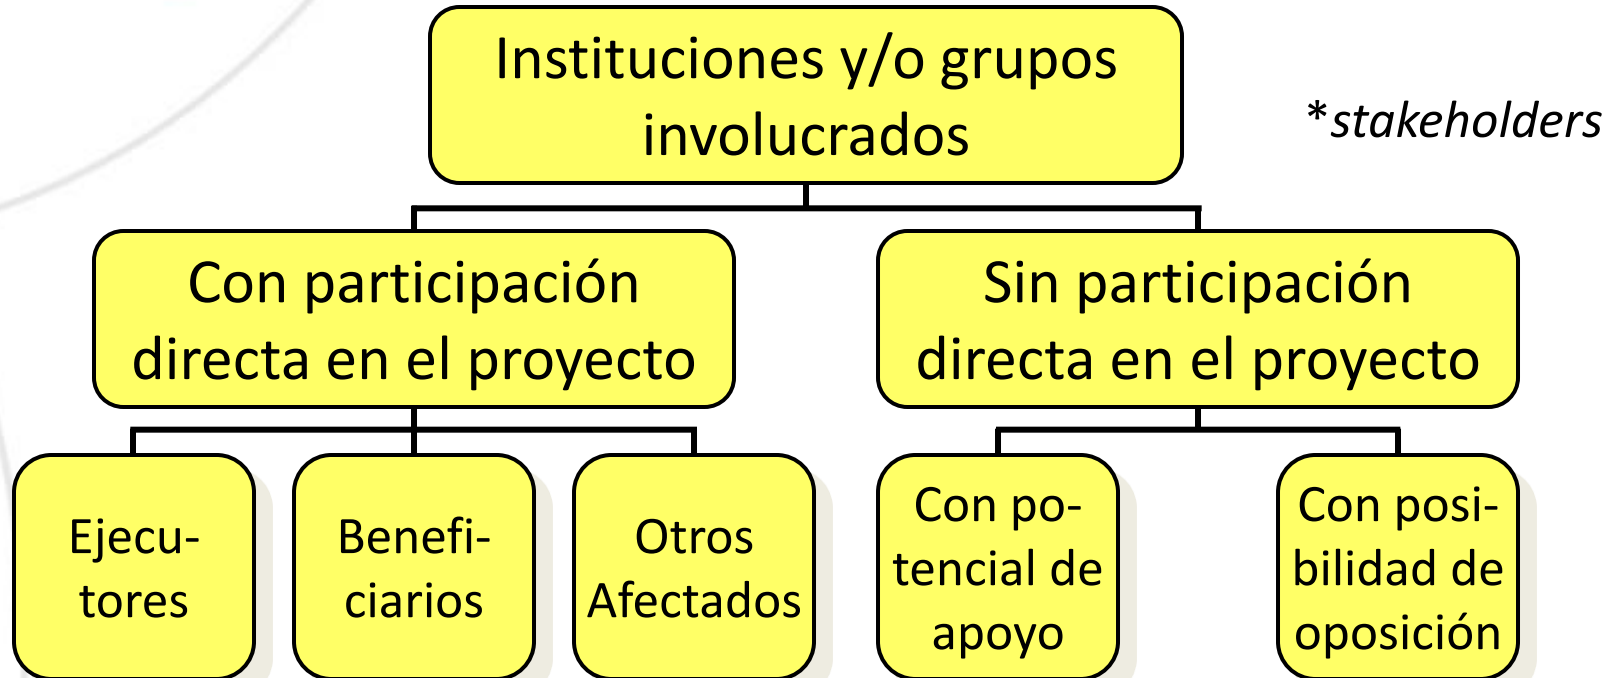 Instituciones y/o grupos
involucrados
*stakeholders
Con participación
directa en el proyecto
Sin participación
directa en el proyecto
Ejecu-
tores
Benefi-
ciarios
Otros
Afectados
Con po-
tencial de
apoyo
Con posi-
bilidad de
oposición